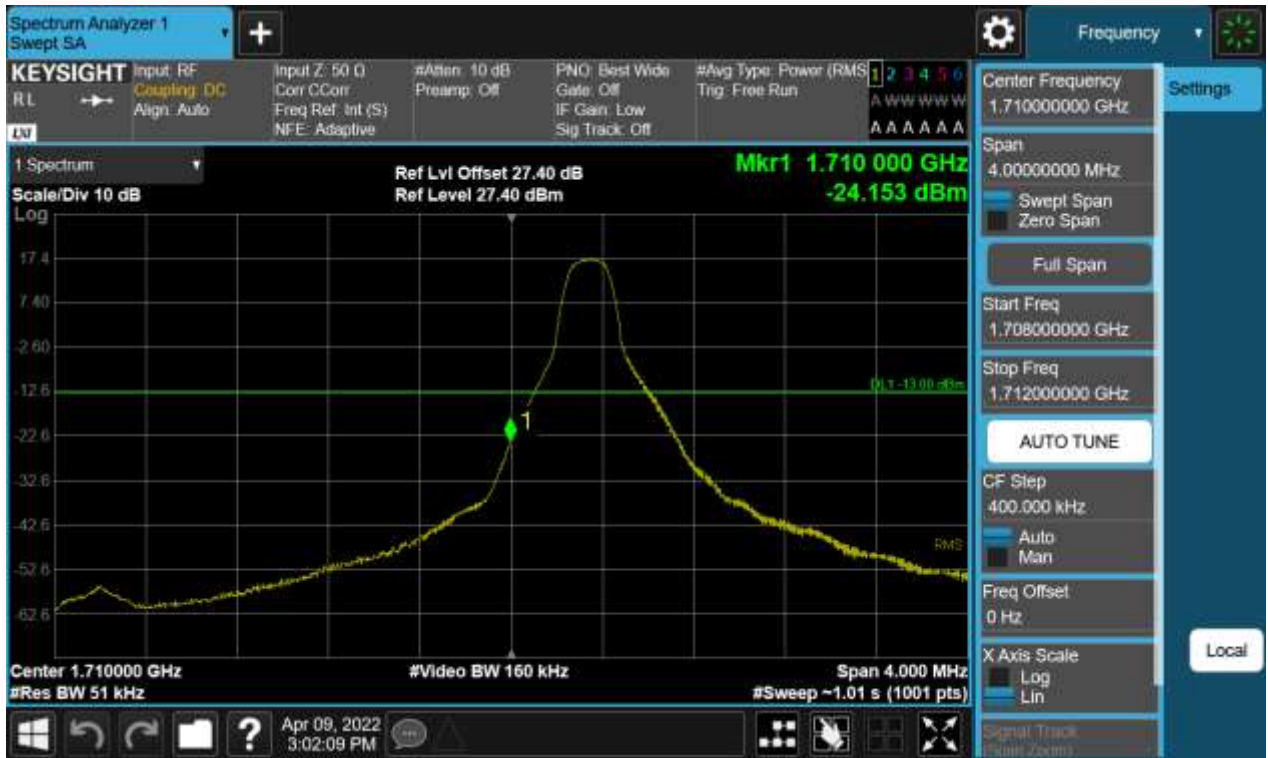 Spectrum Analyzer 1
Swept SA
+
Frequency
KEYSIGHT
RL
LXI
Input: RF
Coupling: DC
Align: Auto
Input Z: 50 Ω
Corr CCorr
Freq Ref: Int (S)
NFE: Adaptive
#Atten: 10 dB
Preamp: Off
PNO: Best Wide
Gate: Off
IF Gain: Low
Sig Track: Off
#Avg Type: Power (RMS
Trig: Free Run
1 2 3 4 5 6
A W W W W W
A A A A A A
1 Spectrum
Scale/Div 10 dB
Log
Ref Lvl Offset 27.40 dB
Ref Level 27.40 dBm
Mkr1 1.710 000 GHz
-24.153 dBm
17.4
7.40
-2.60
-12.6
-22.6
-32.6
-42.6
-52.6
-62.6
DL1 -13.00 dBm
1
RMS
Center 1.710000 GHz
#Res BW 51 kHz
#Video BW 160 kHz
Span 4.000 MHz
#Sweep ~1.01 s (1001 pts)
Center Frequency
1.710000000 GHz
Settings
Span
4.00000000 MHz
Swept Span
Zero Span
Full Span
Start Freq
1.708000000 GHz
Stop Freq
1.712000000 GHz
AUTO TUNE
CF Step
400.000 kHz
Auto
Man
Freq Offset
0 Hz
X Axis Scale
Log
Lin
Local
Signal Track
(Span Zoom)
?
Apr 09, 2022
3:02:09 PM